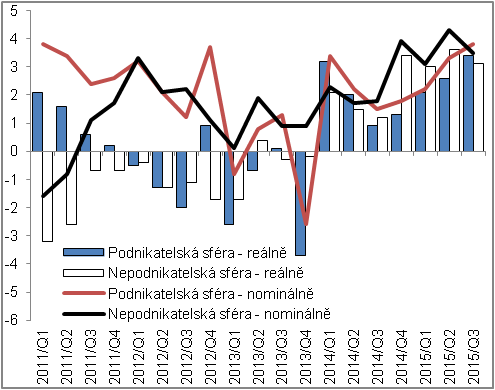 5
4
3
2
1
0
-1
-2
-3
-4
-5
-6
Podnikatelská sféra - reálně
Nepodnikatelská sféra - reálně
Podnikatelská sféra - nominálně
Nepodnikatelská sféra - nominálně
2011/Q1
2011/Q2
2011/Q3
2011/Q4
2012/Q1
2012/Q2
2012/Q3
2012/Q4
2013/Q1
2013/Q2
2013/Q3
2013/Q4
2014/Q1
2014/Q2
2014/Q3
2014/Q4
2015/Q1
2015/Q2
2015/Q3